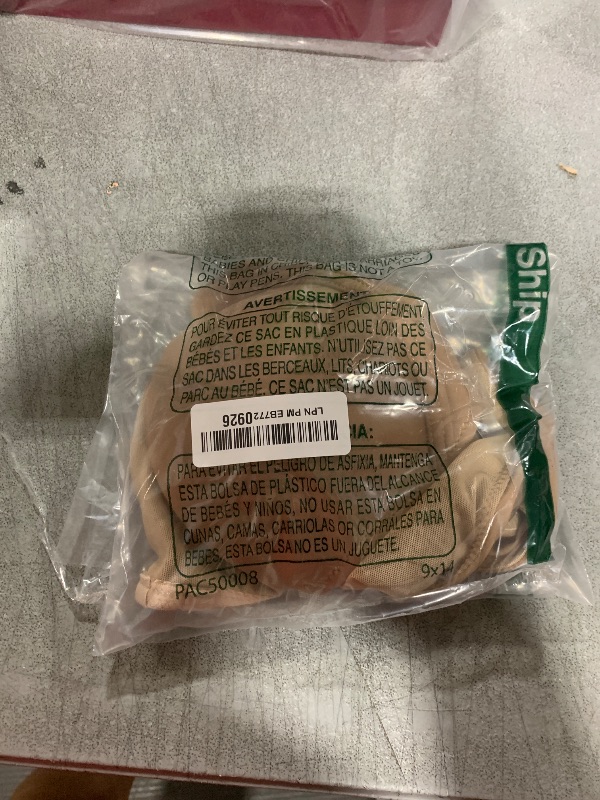 THIS BAG IN
THIS BAG IS NOT A TOY
OR PLAY PENS.
AVERTISSEMENT
POUR ÉVITER TOUT RISQUE D'ÉTOUFFEMENT
GARDEZ CE SAC EN PLASTIQUE LOIN DES
BÉBÉS ET LES ENFANTS. N'UTILISEZ PAS CE
SAC DANS LES BERCEAUX, LITS, CHARIOTS OU
PARC AU BÉBÉ. CE SAC N'EST PAS UN JOUET
LPN PM EB7720926
CIA:
PARA EVITAR EL PELIGRO DE ASFIXIA, MANTENGA
ESTA BOLSA DE PLÁSTICO FUERA DEL ALCANCE
DE BEBÉS Y NIÑOS, NO USAR ESTA BOLSA EN
CUNAS, CAMAS, CARRIOLAS OR CORRALES PARA
BEBÉS, ESTA BOLSA NO ES UN JUGUETE.
PAC50008
9x14
Ship